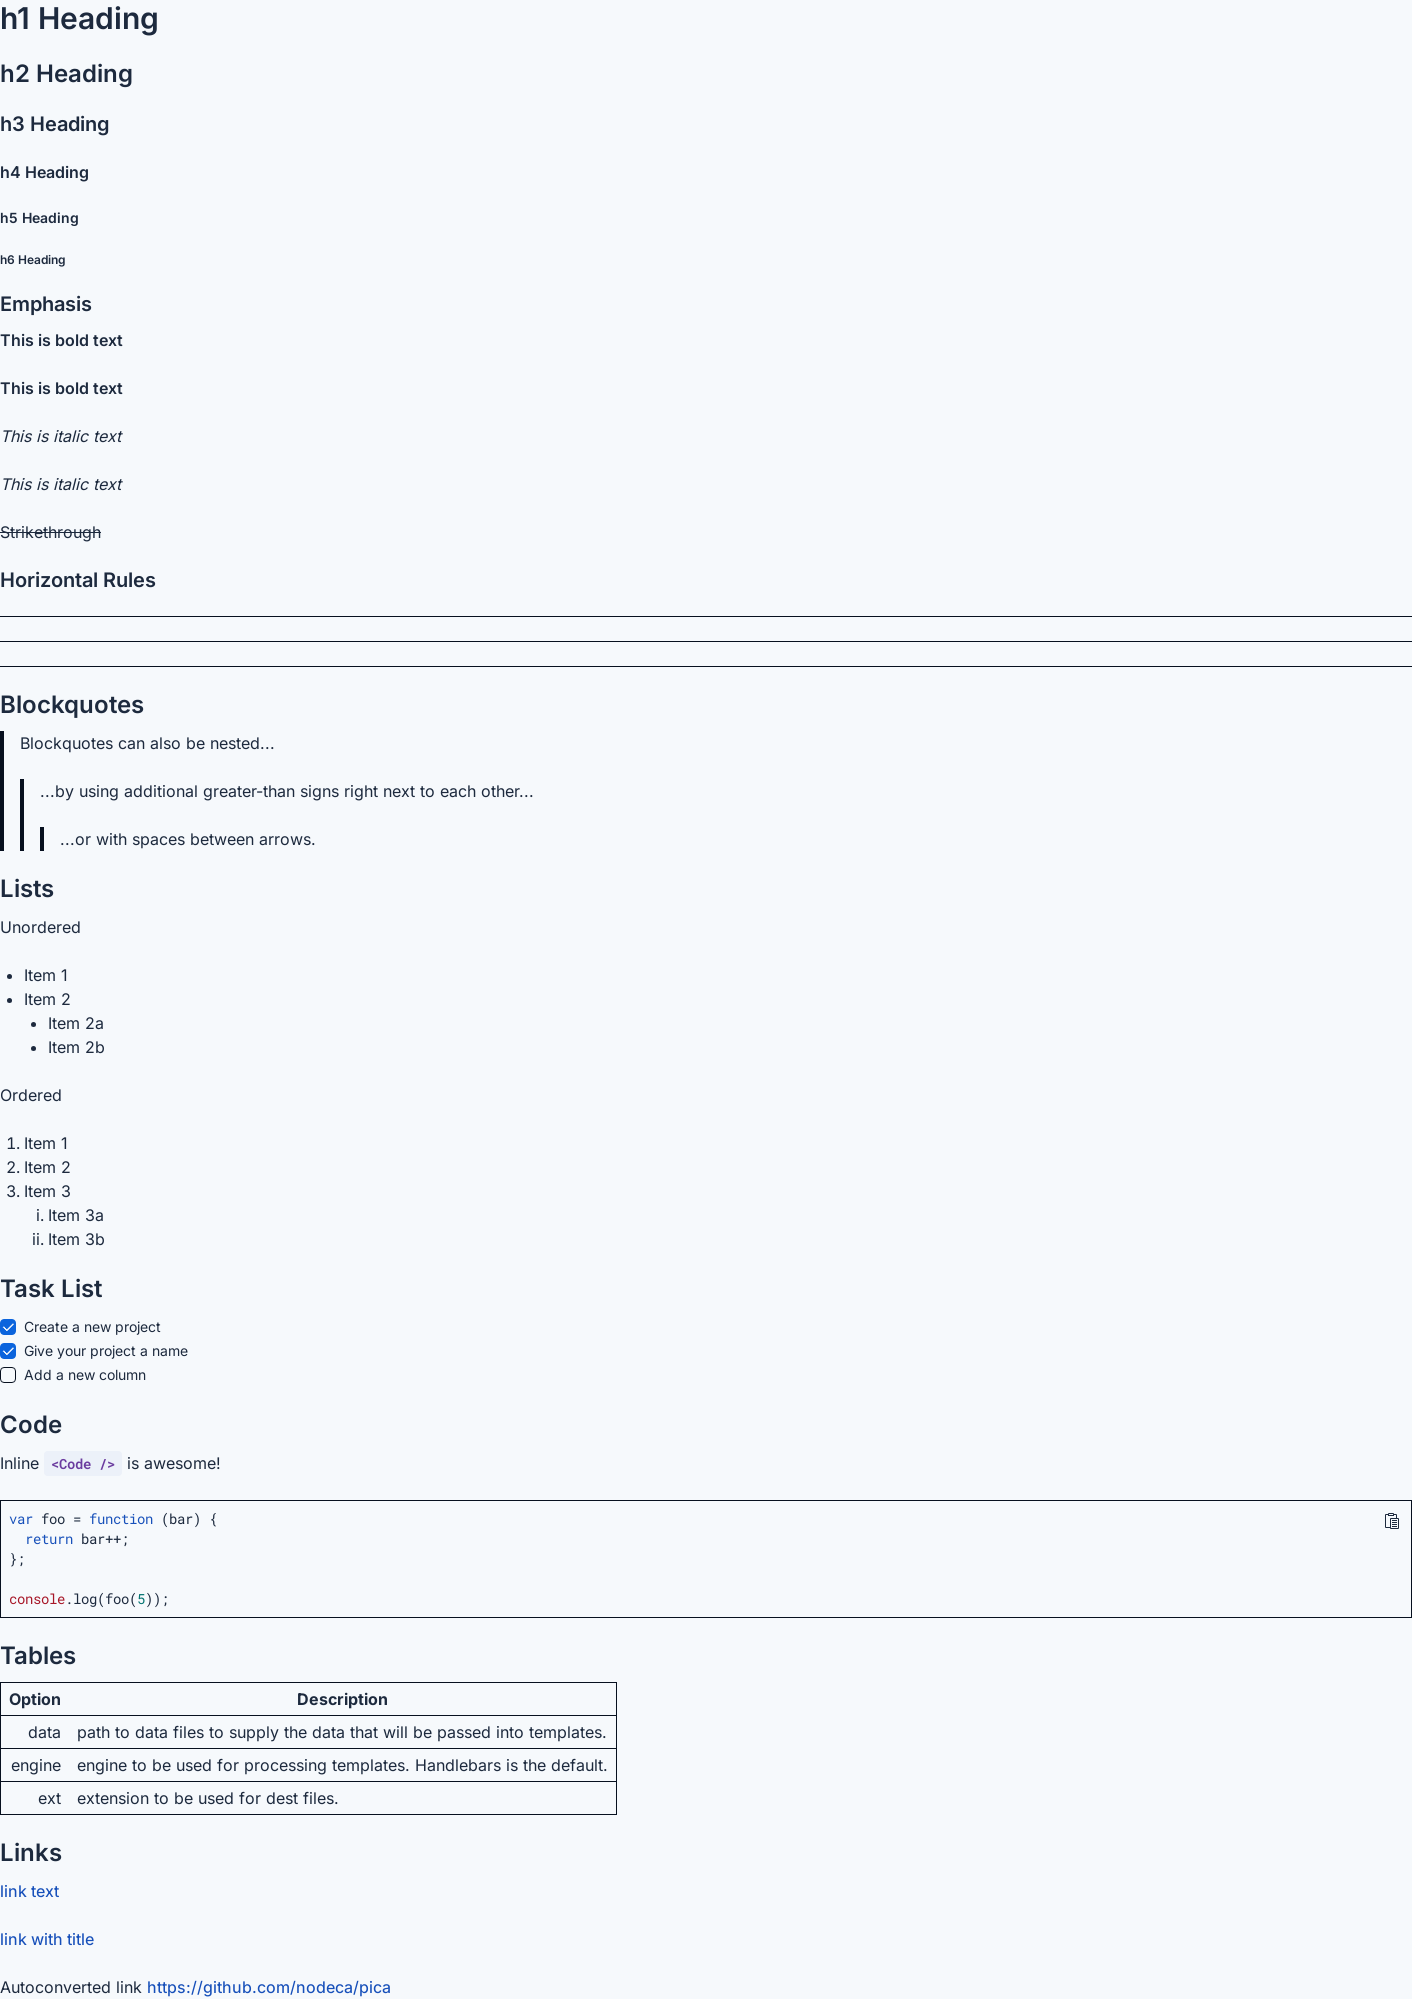 h1 Heading
h2 Heading
h3 Heading
h4 Heading
h5 Heading
h6 Heading
Emphasis
This is bold text
This is bold text
This is italic text
This is italic text
Strikethrough
Horizontal Rules
Blockquotes
Blockquotes can also be nested...
...by using additional greater-than signs right next to each other...
...or with spaces between arrows.
Lists
Unordered
• Item 1
• Item 2
• Item 2a
• Item 2b
Ordered
1. Item 1
2. Item 2
3. Item 3
i. Item 3a
ii. Item 3b
Task List
Create a new project
Give your project a name
Add a new column
Code
Inline <Code /> is awesome!
var foo = function (bar) {
  return bar++;
};
console.log(foo(5));
Tables
Option Description
data path to data files to supply the data that will be passed into templates.
engine engine to be used for processing templates. Handlebars is the default.
ext extension to be used for dest files.
Links
link text
link with title
Autoconverted link https://github.com/nodeca/pica